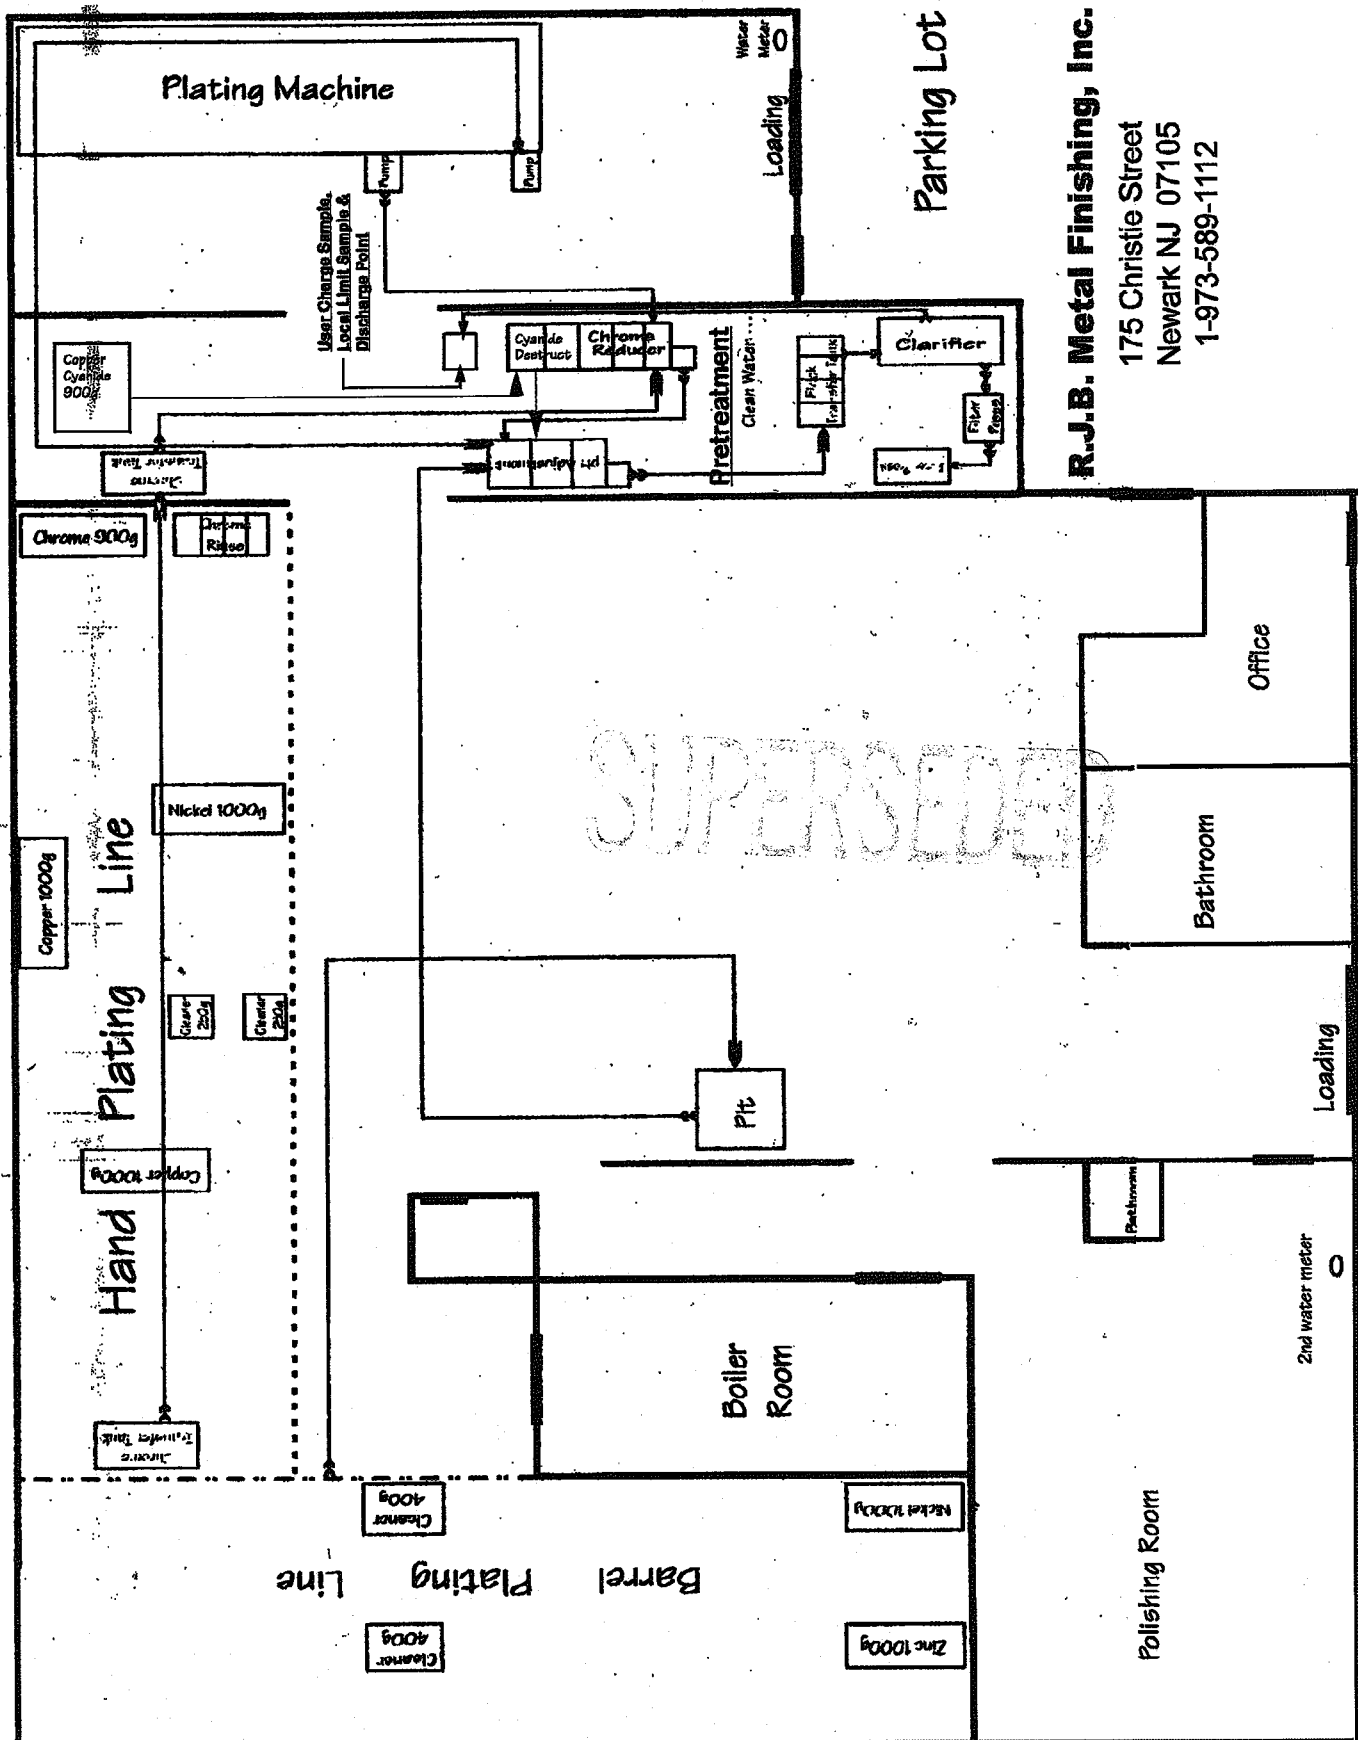 Plating Machine
Pump
Pump
Water
Meter
Loading
Parking Lot
R.J.B. Metal Finishing, Inc.
175 Christie Street
Newark NJ 07105
1-973-589-1112
User Charge Sample,
Local Limit Sample &
Discharge Point
Copper
Cyanide
900g
Cyanide
Destruct
Chrome
Reducer
Pretreatment
Clean Water
Flock
Transfer Tank
Clarifier
Filter
Press
pH Adjustment
Chrome
Transfer Tank
Chrome 900g
Chrome
Rinse
Hand Plating Line
Nickel 1000g
Copper 1000g
Cleaner
250g
Cleaner
250g
Copper 1000g
Chrome
Transfer Tank
SUPERSEDED
Office
Bathroom
Loading
Pit
Bathroom
2nd water meter
Boiler
Room
Polishing Room
Cleaner
400g
Nickel 1000g
Barrel Plating Line
Cleaner
400g
Zinc 1000g